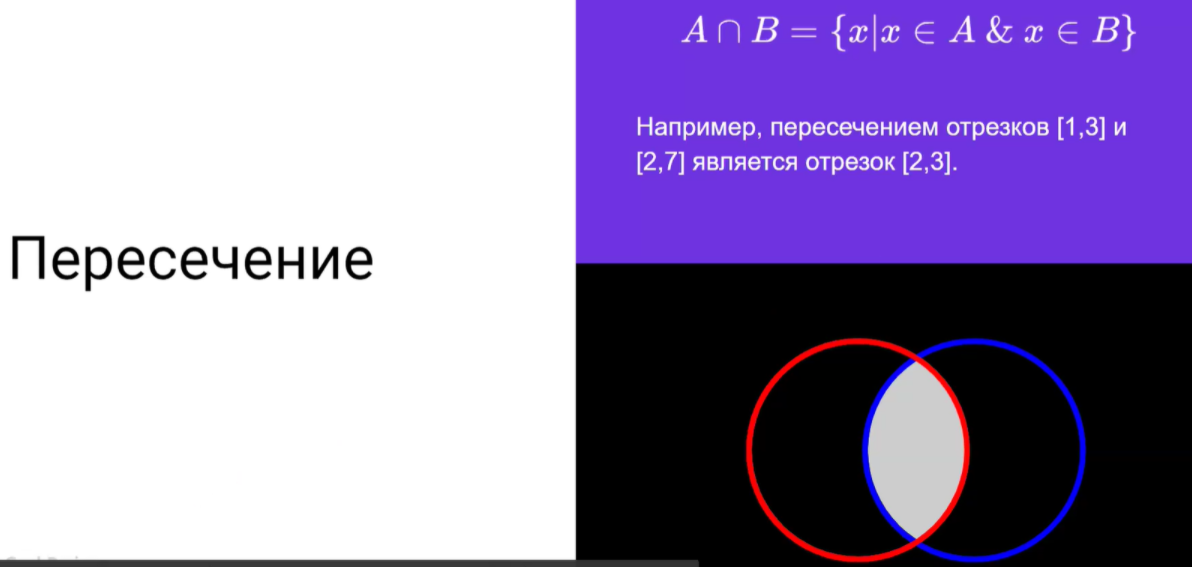 Пересечение
A ∩ B = {x|x ∈ A & x ∈ B}
Например, пересечением отрезков [1,3] и
[2,7] является отрезок [2,3].